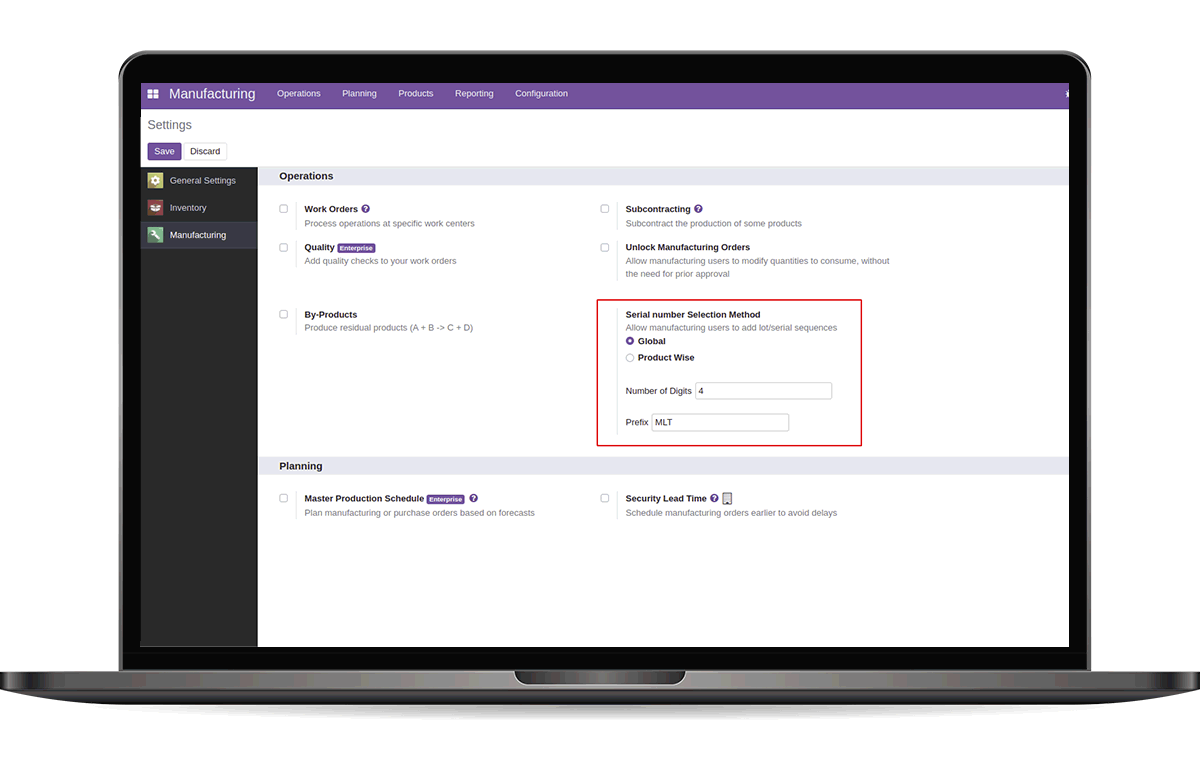 Manufacturing Operations Planning Products Reporting Configuration
Settings
Save Discard
General Settings
Inventory
Manufacturing
Operations
Work Orders ?
Process operations at specific work centers
Subcontracting ?
Subcontract the production of some products
Quality Enterprise
Add quality checks to your work orders
Unlock Manufacturing Orders
Allow manufacturing users to modify quantities to consume, without
the need for prior approval
By-Products
Produce residual products (A + B -> C + D)
Serial number Selection Method
Allow manufacturing users to add lot/serial sequences
Global
Product Wise
Number of Digits 4
Prefix MLT
Planning
Master Production Schedule Enterprise ?
Plan manufacturing or purchase orders based on forecasts
Security Lead Time ?
Schedule manufacturing orders earlier to avoid delays